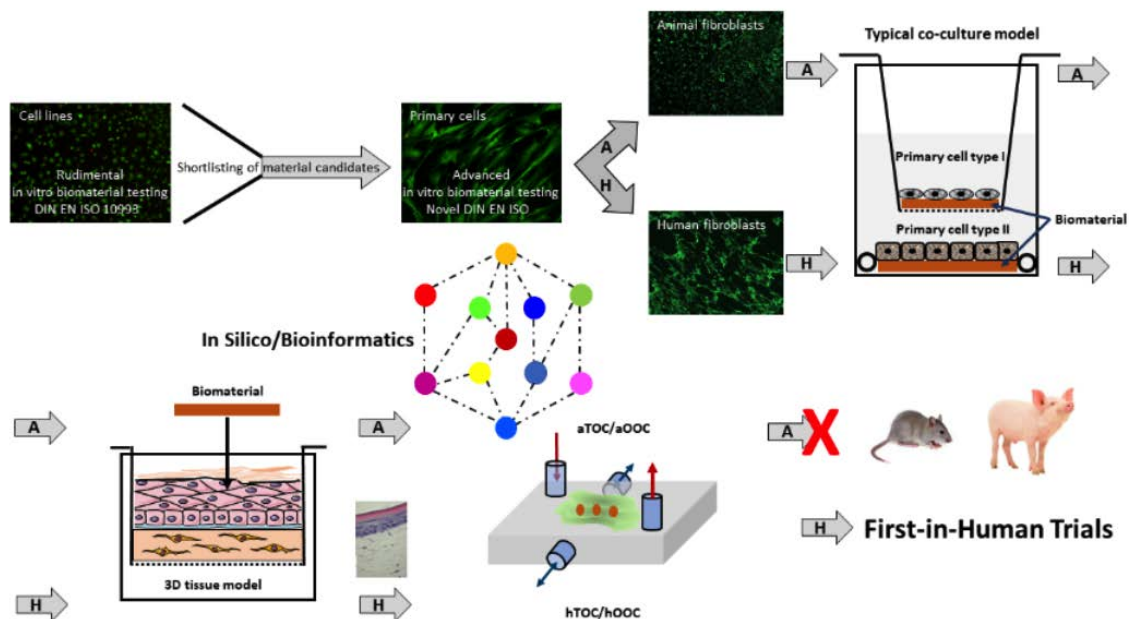 Cell lines
Rudimental
in vitro biomaterial testing
DIN EN ISO 10993
Shortlisting of material candidates
Primary cells
Advanced
in vitro biomaterial testing
Novel DIN EN ISO
A
H
Animal fibroblasts
Human fibroblasts
A
H
Typical co-culture model
Primary cell type I
Biomaterial
Primary cell type II
A
H
In Silico/Bioinformatics
A
H
Biomaterial
3D tissue model
A
H
aTOC/aOOC
hTOC/hOOC
A
X
H
First-in-Human Trials